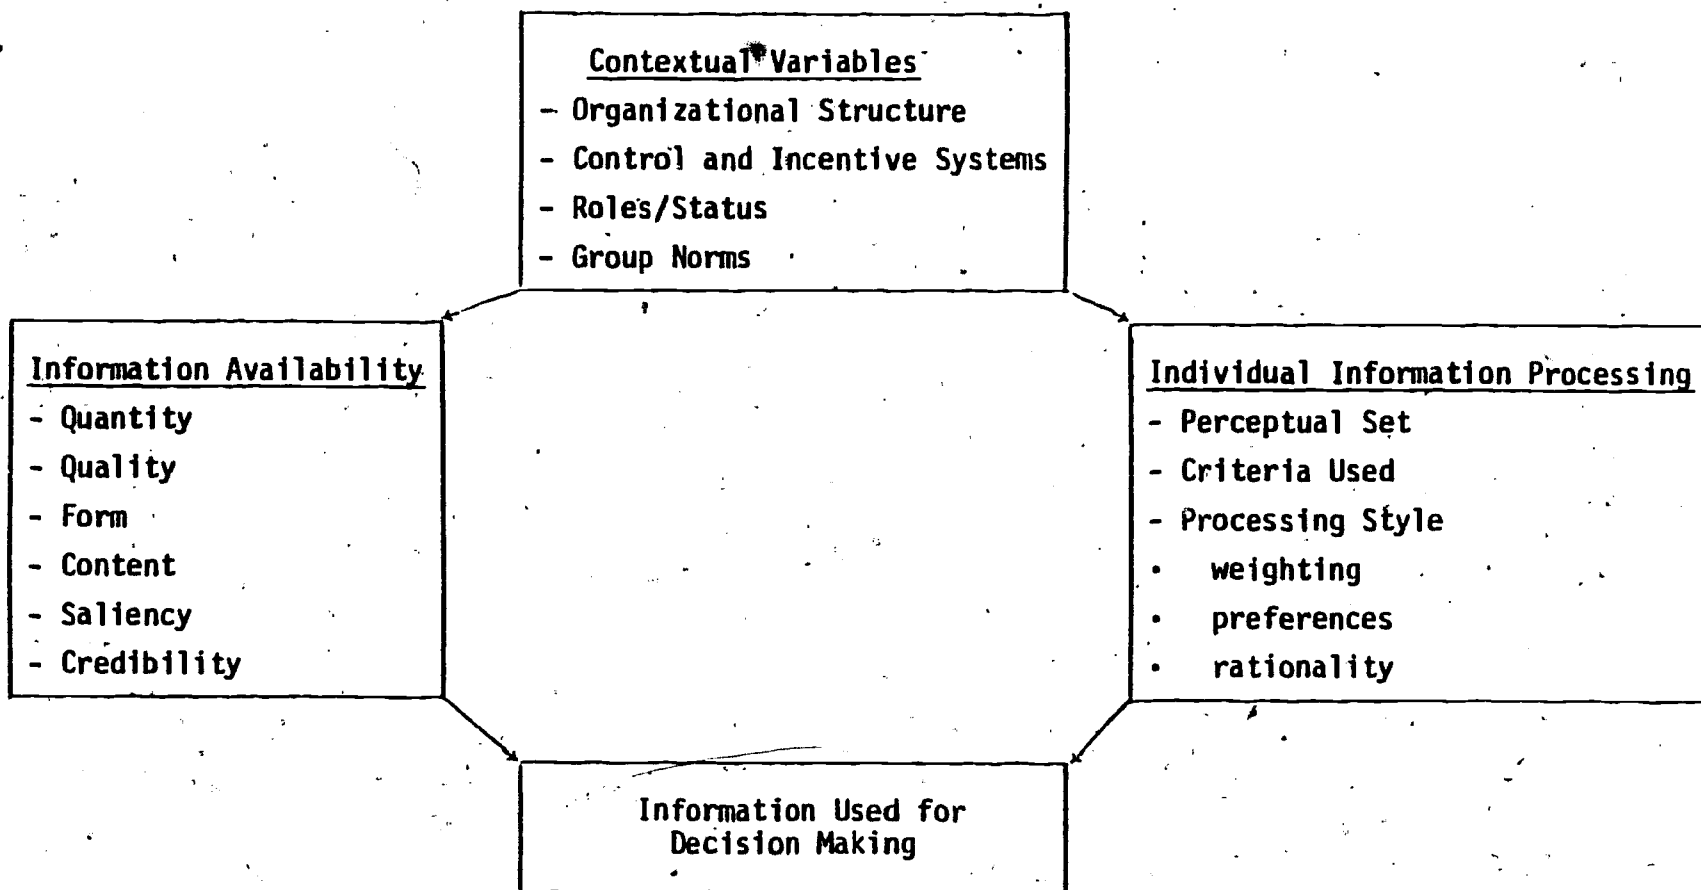 Contextual Variables
- Organizational Structure
- Control and Incentive Systems
- Roles/Status
- Group Norms
Information Availability
- Quantity
- Quality
- Form
- Content
- Saliency
- Credibility
Individual Information Processing
- Perceptual Set
- Criteria Used
- Processing Style
• weighting
• preferences
• rationality
Information Used for
Decision Making